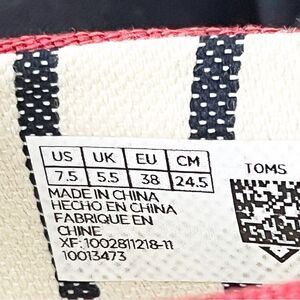 US UK EU CM TOMS
7.5 5.5 38 24.5
MADE IN CHINA
HECHO EN CHINA
FABRIQUE EN
CHINE
XF:1002811218-11
10013473